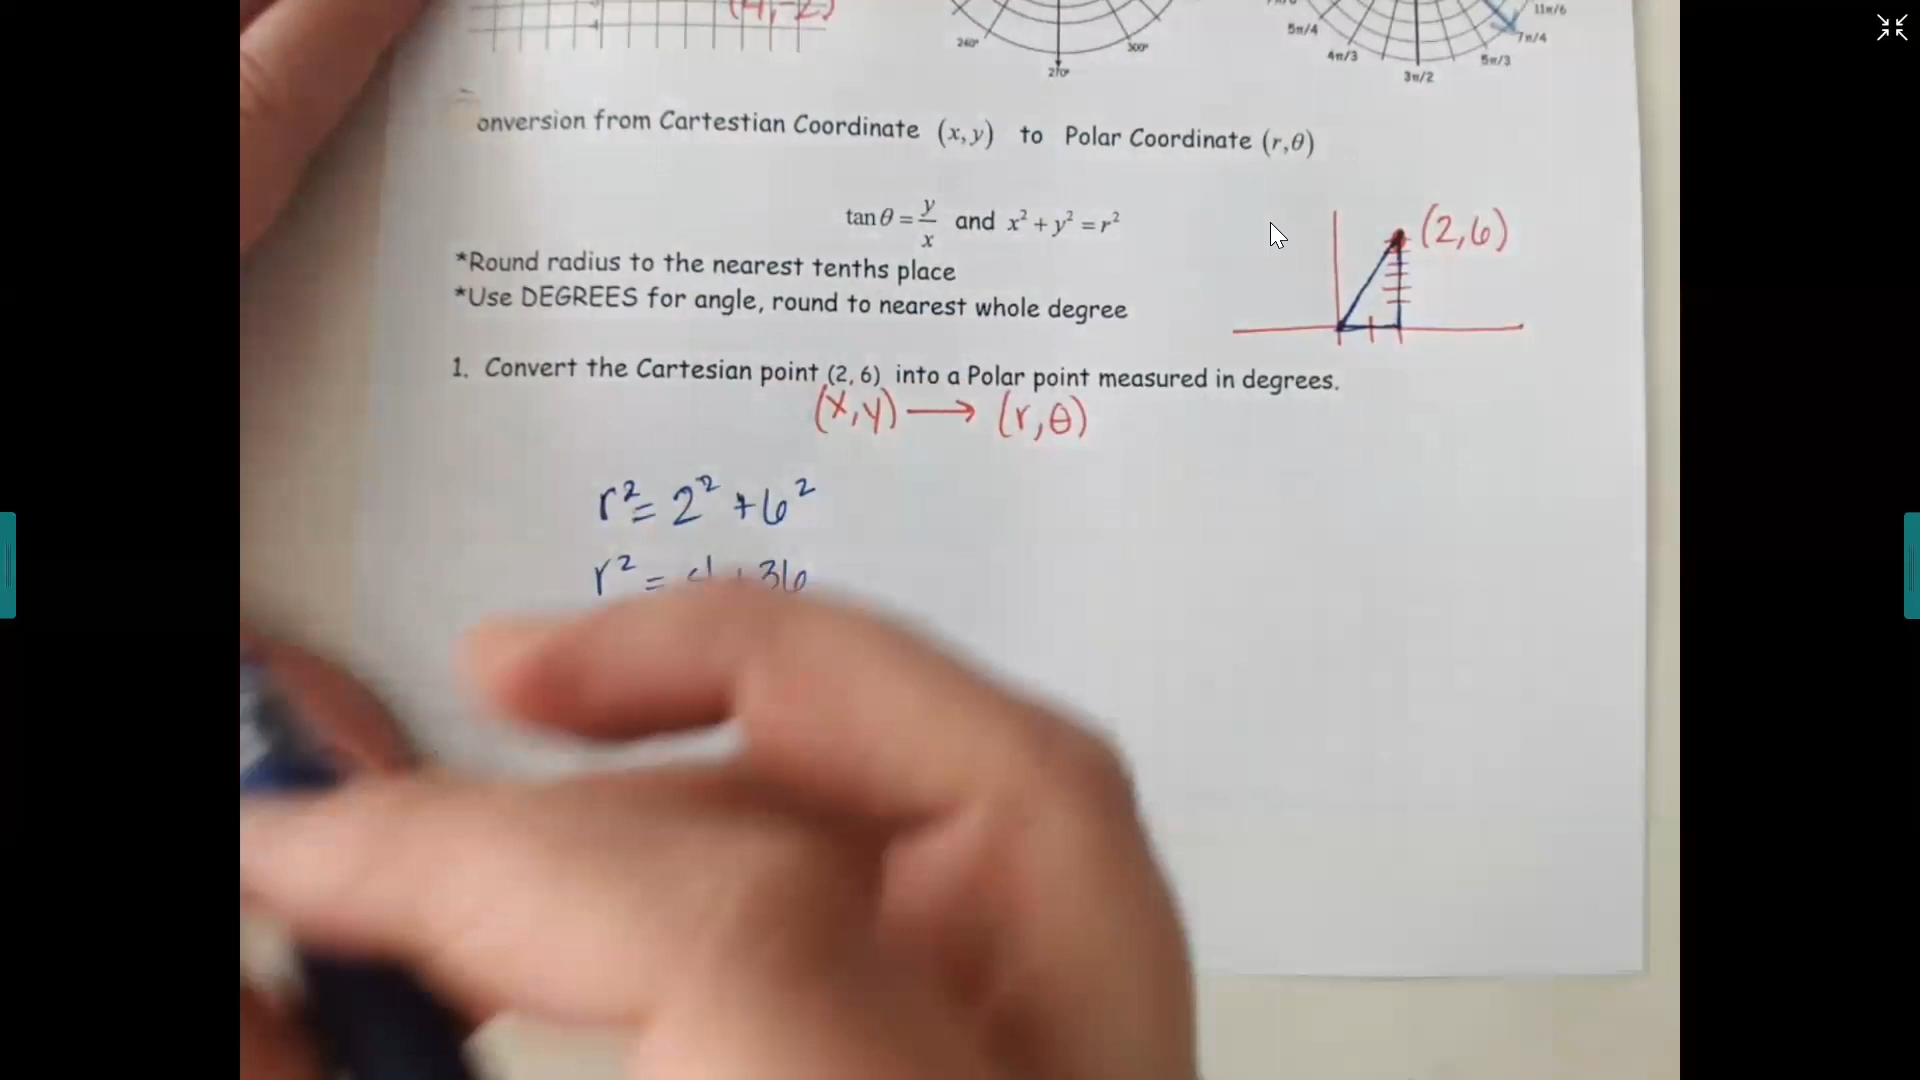 (4,-2)
240°
270°
300°
5π/4
4π/3
3π/2
5π/3
7π/4
11π/6
onversion from Cartestian Coordinate (x, y) to Polar Coordinate (r,θ)
tan θ = y/x and x² + y² = r²
*Round radius to the nearest tenths place
*Use DEGREES for angle, round to nearest whole degree
(2,6)
1. Convert the Cartesian point (2, 6) into a Polar point measured in degrees.
(x,y) → (r,θ)
r² = 2² + 6²
r² = 4 + 36